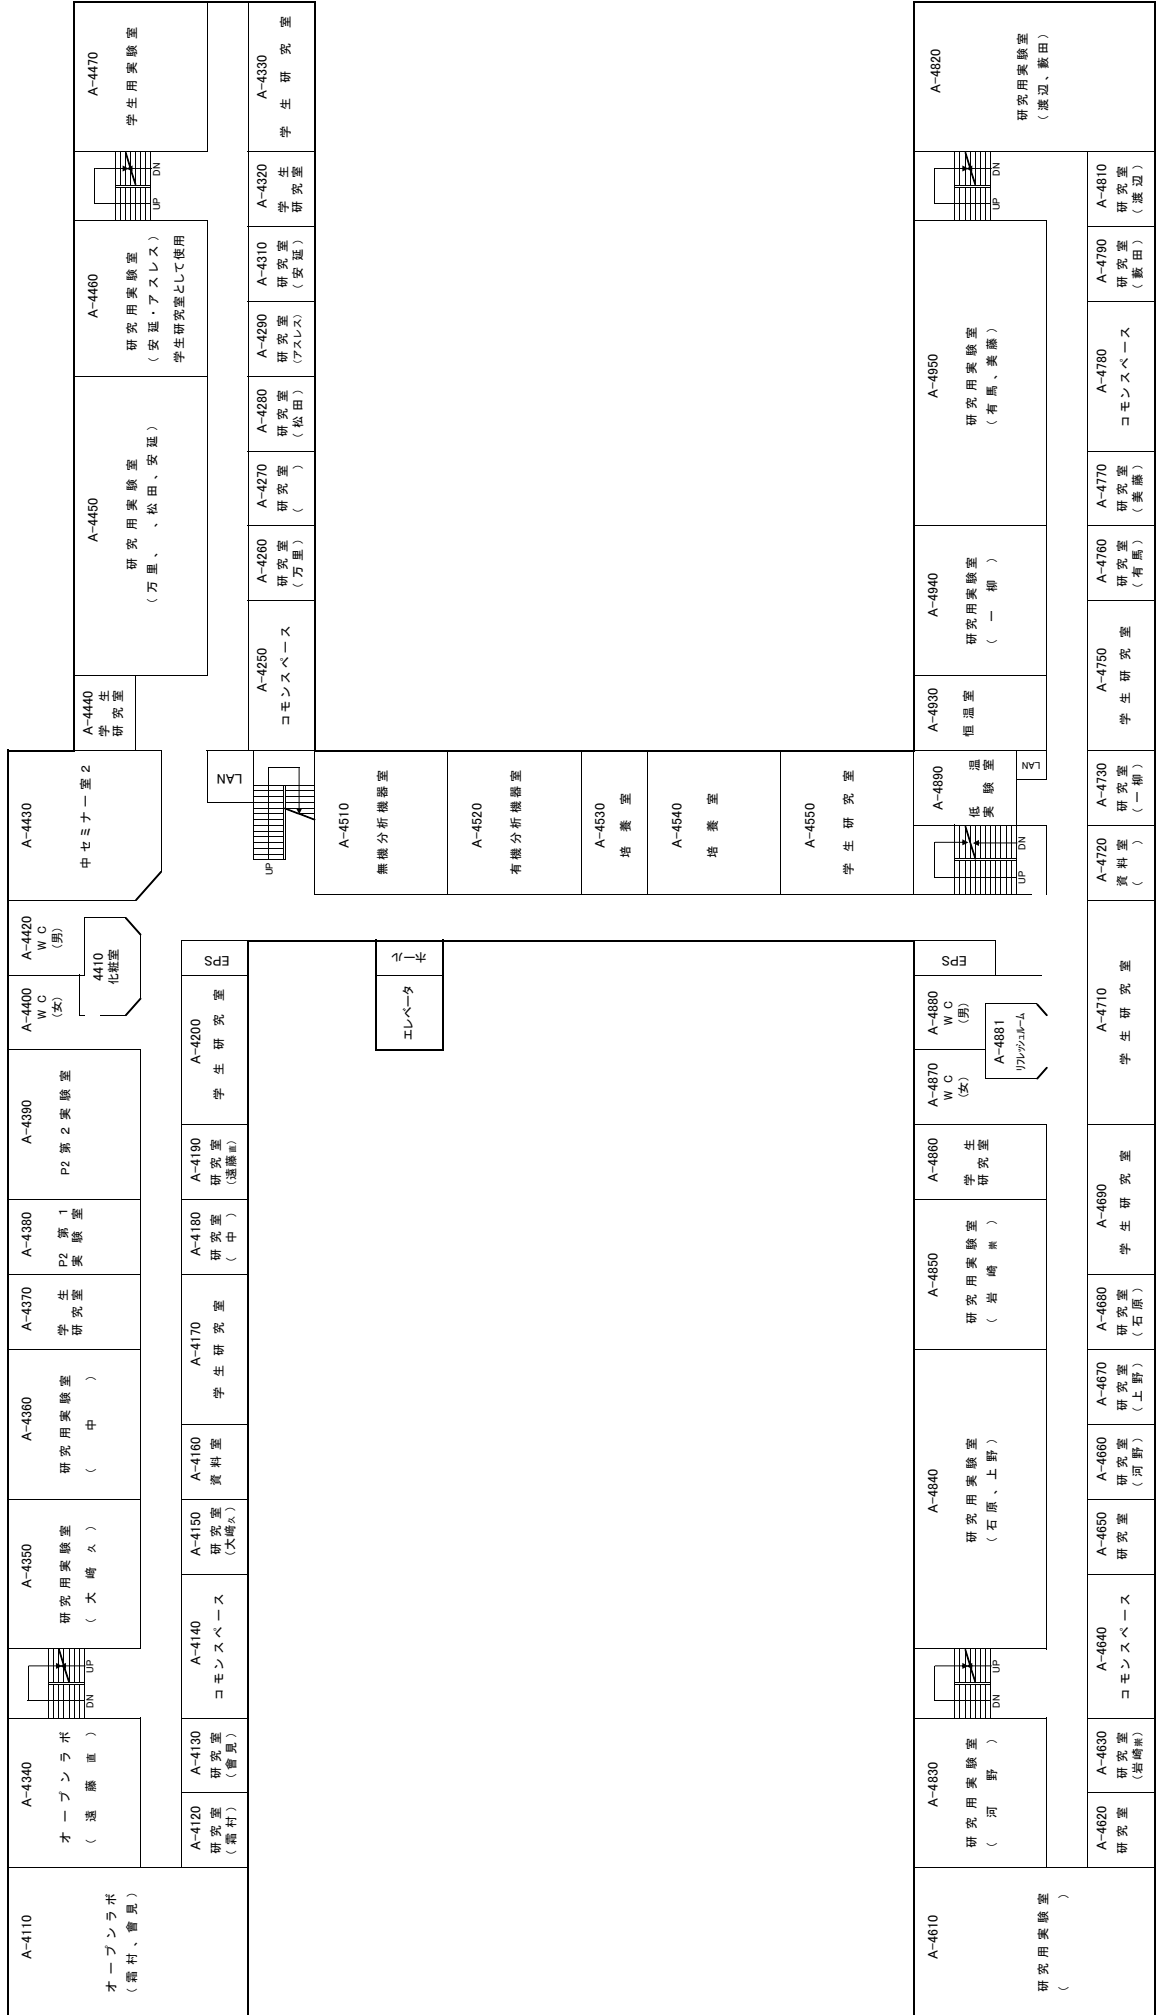 A-4470
学生用実験室
A-4330
学生研究室
DN
UP
A-4320
学生
研究室
A-4460
研究用実験室
（安延・アスレス）
学生研究室として使用
A-4310
研究室
（安延）
A-4290
研究室
（アスレス）
A-4450
研究用実験室
（万里、　、松田、安延）
A-4280
研究室
（松田）
A-4270
研究室
（　）
A-4260
研究室
（万里）
A-4250
コモンスペース
A-4440
学生
研究室
A-4430
中セミナー室２
LAN
UP
A-4420
ＷＣ
（男）
4410
化粧室
A-4400
ＷＣ
（女）
EPS
A-4200
学生研究室
A-4390
P2 第２実験室
A-4190
研究室
（遠藤直）
A-4380
P2 第１
実験室
A-4180
研究室
（中）
A-4370
学生
研究室
A-4170
学生研究室
A-4360
研究用実験室
（中）
A-4160
資料室
A-4350
研究用実験室
（大﨑久）
A-4150
研究室
（大﨑久）
A-4140
コモンスペース
UP
DN
A-4340
オープンラボ
（遠藤直）
A-4130
研究室
（會見）
A-4120
研究室
（霜村）
A-4110
オープンラボ
（霜村、會見）
A-4510
無機分析機器室
A-4520
有機分析機器室
A-4530
培養室
A-4540
培養室
A-4550
学生研究室
ホール
エレベータ
A-4820
研究用実験室
（渡辺、藪田）
DN
UP
A-4810
研究室
（渡辺）
A-4790
研究室
（藪田）
A-4950
研究用実験室
（有馬、美藤）
A-4780
コモンスペース
A-4770
研究室
（美藤）
A-4940
研究用実験室
（一柳）
A-4760
研究室
（有馬）
A-4750
学生研究室
A-4930
恒温室
A-4890
低温
実験室
LAN
A-4730
研究室
（一柳）
DN
UP
A-4720
資料室
（　）
EPS
A-4710
学生研究室
A-4880
ＷＣ
（男）
A-4881
リフレッシュルーム
A-4870
ＷＣ
（女）
A-4860
学生
研究室
A-4690
学生研究室
A-4850
研究用実験室
（岩崎崇）
A-4680
研究室
（石原）
A-4840
研究用実験室
（石原、上野）
A-4670
研究室
（上野）
A-4660
研究室
（河野）
A-4650
研究室
A-4640
コモンスペース
UP
DN
A-4830
研究用実験室
（河野）
A-4630
研究室
（岩崎崇）
A-4620
研究室
A-4610
研究用実験室
（　）